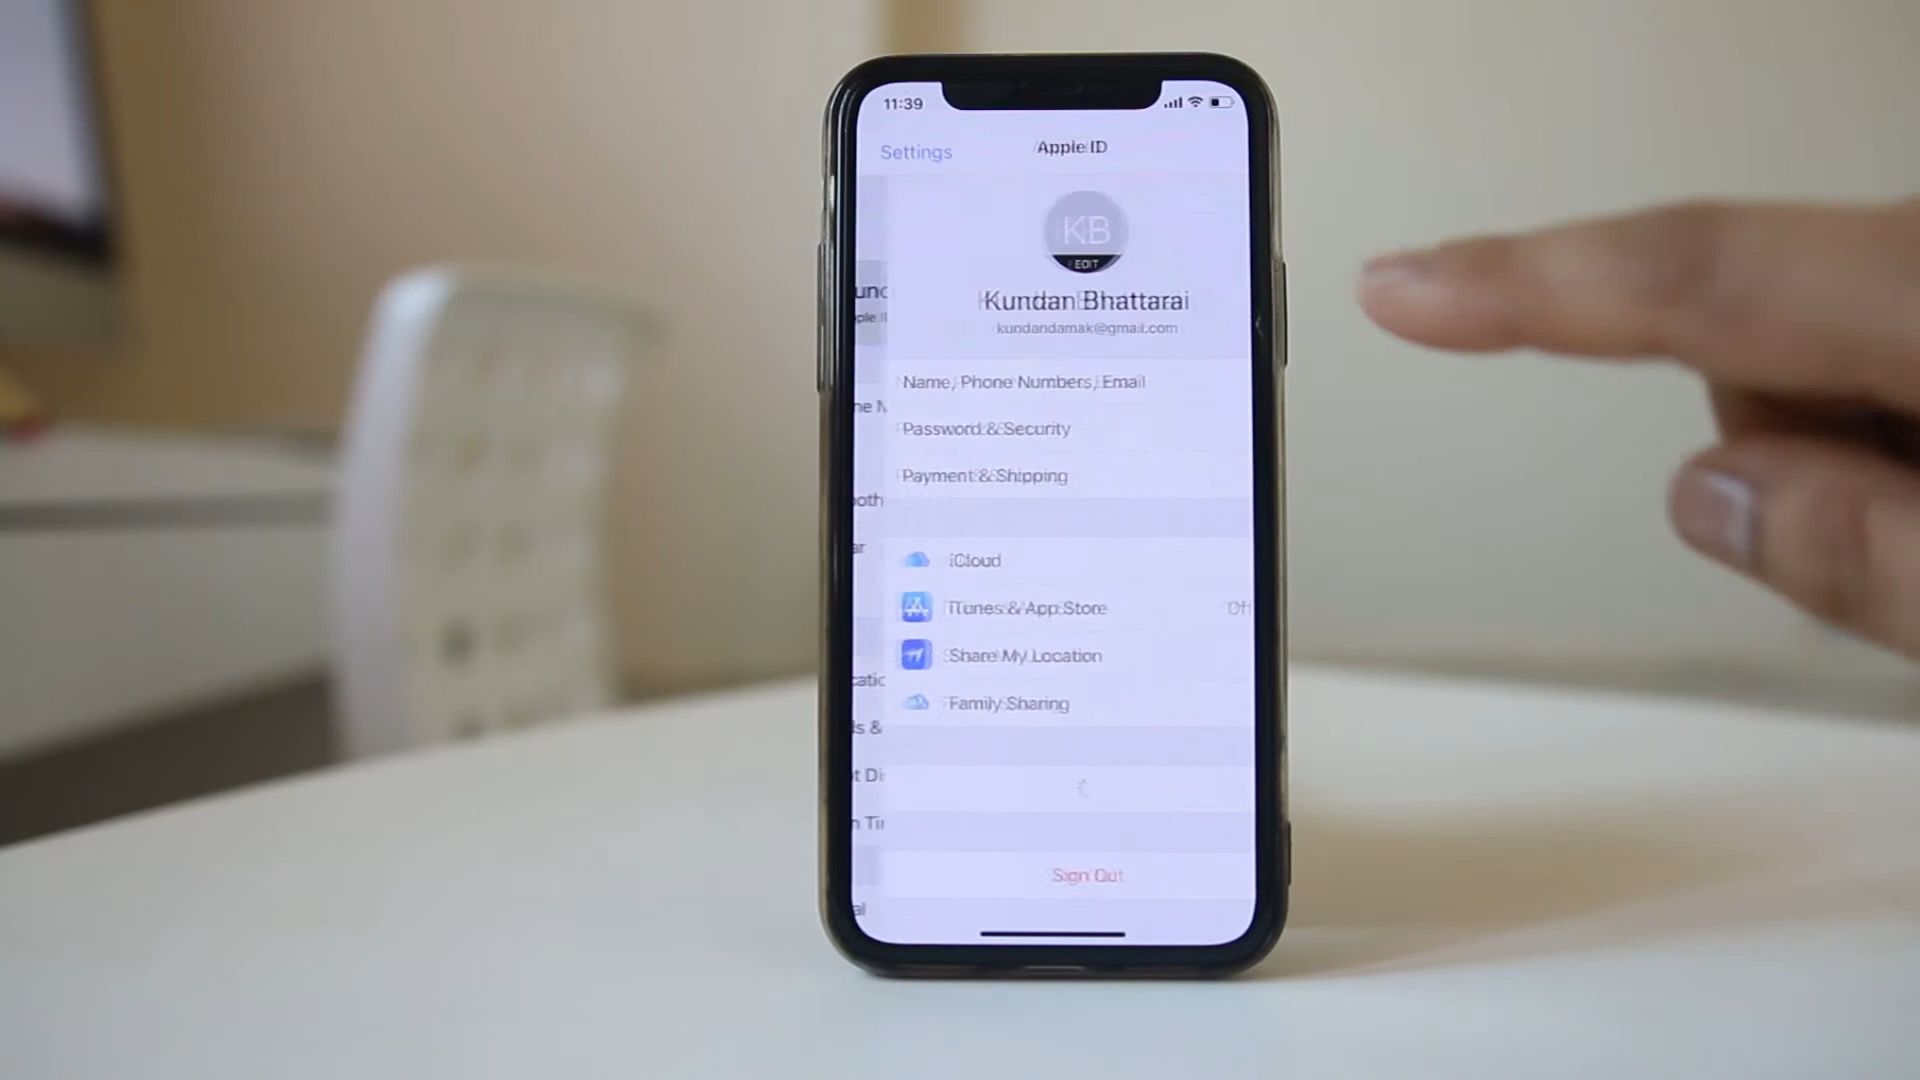 11:39
Settings
Apple ID
KB
EDIT
Kundan Bhattarai
kundandamak@gmail.com
Name, Phone Numbers, Email
Password & Security
Payment & Shipping
iCloud
iTunes & App Store
Off
Share My Location
Family Sharing
Sign Out